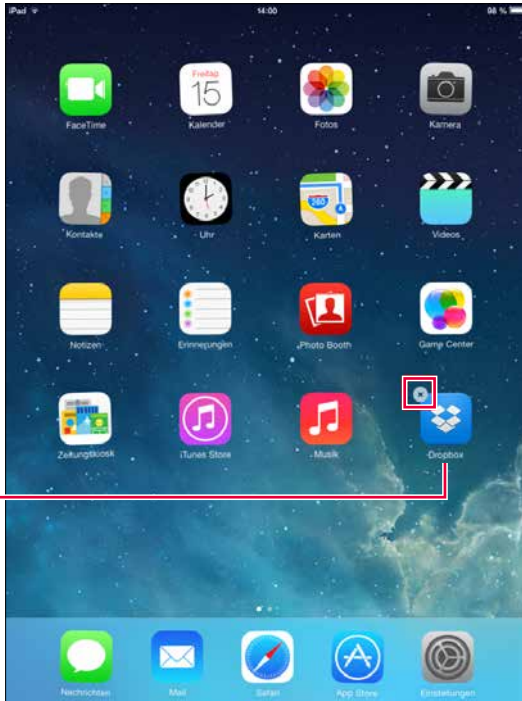 iPad 14:00 98 %
Freitag
15
FaceTime Kalender Fotos Kamera
280
Kontakte Uhr Karten Videos
Notizen Erinnerungen Photo Booth Game Center
Zeitungskiosk iTunes Store Musik Dropbox
Nachrichten Mail Safari App Store Einstellungen